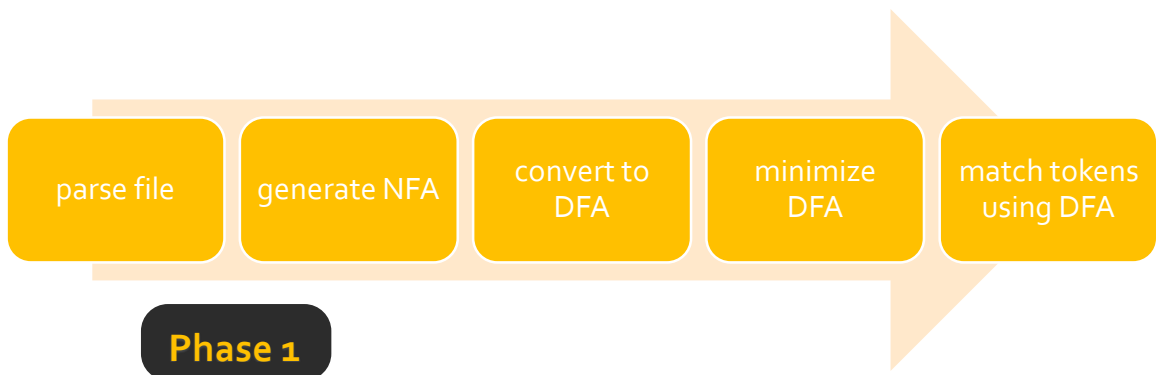 parse file
generate NFA
convert to
DFA
minimize
DFA
match tokens
using DFA
Phase 1